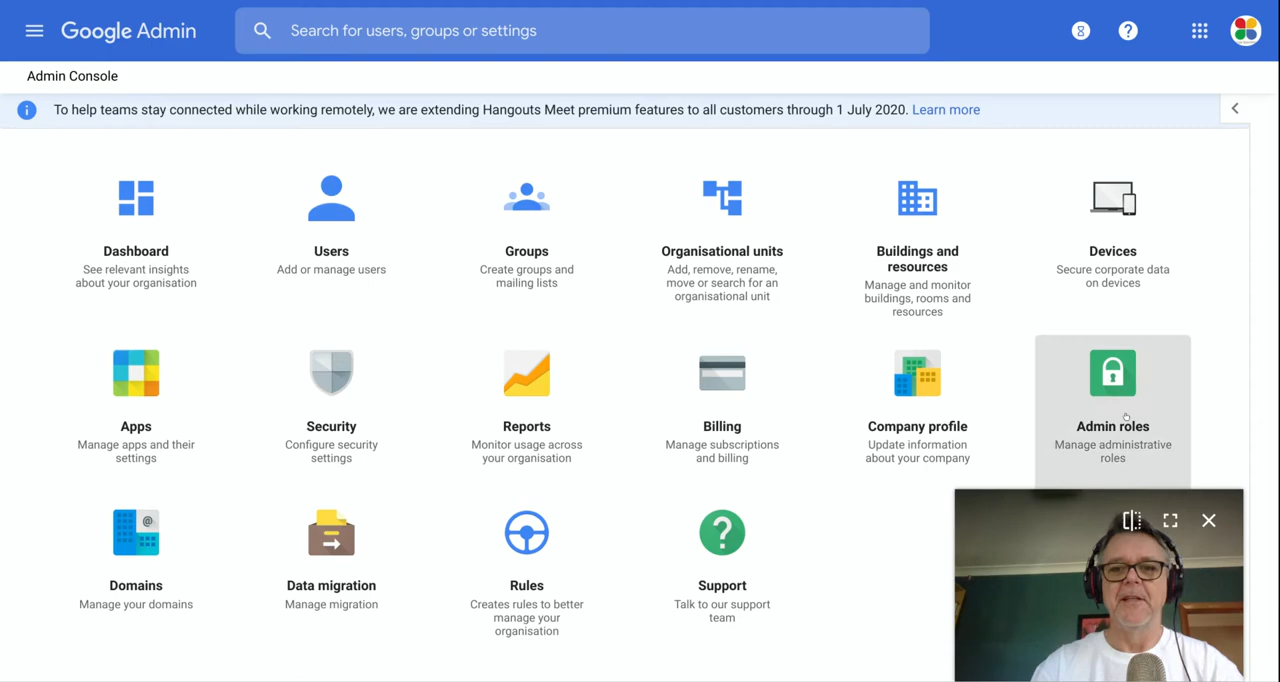 Google Admin
Search for users, groups or settings
Admin Console
To help teams stay connected while working remotely, we are extending Hangouts Meet premium features to all customers through 1 July 2020. Learn more
Dashboard
See relevant insights
about your organisation
Users
Add or manage users
Groups
Create groups and
mailing lists
Organisational units
Add, remove, rename,
move or search for an
organisational unit
Buildings and
resources
Manage and monitor
buildings, rooms and
resources
Devices
Secure corporate data
on devices
Apps
Manage apps and their
settings
Security
Configure security
settings
Reports
Monitor usage across
your organisation
Billing
Manage subscriptions
and billing
Company profile
Update information
about your company
Admin roles
Manage administrative
roles
Domains
Manage your domains
Data migration
Manage migration
Rules
Creates rules to better
manage your
organisation
Support
Talk to our support
team